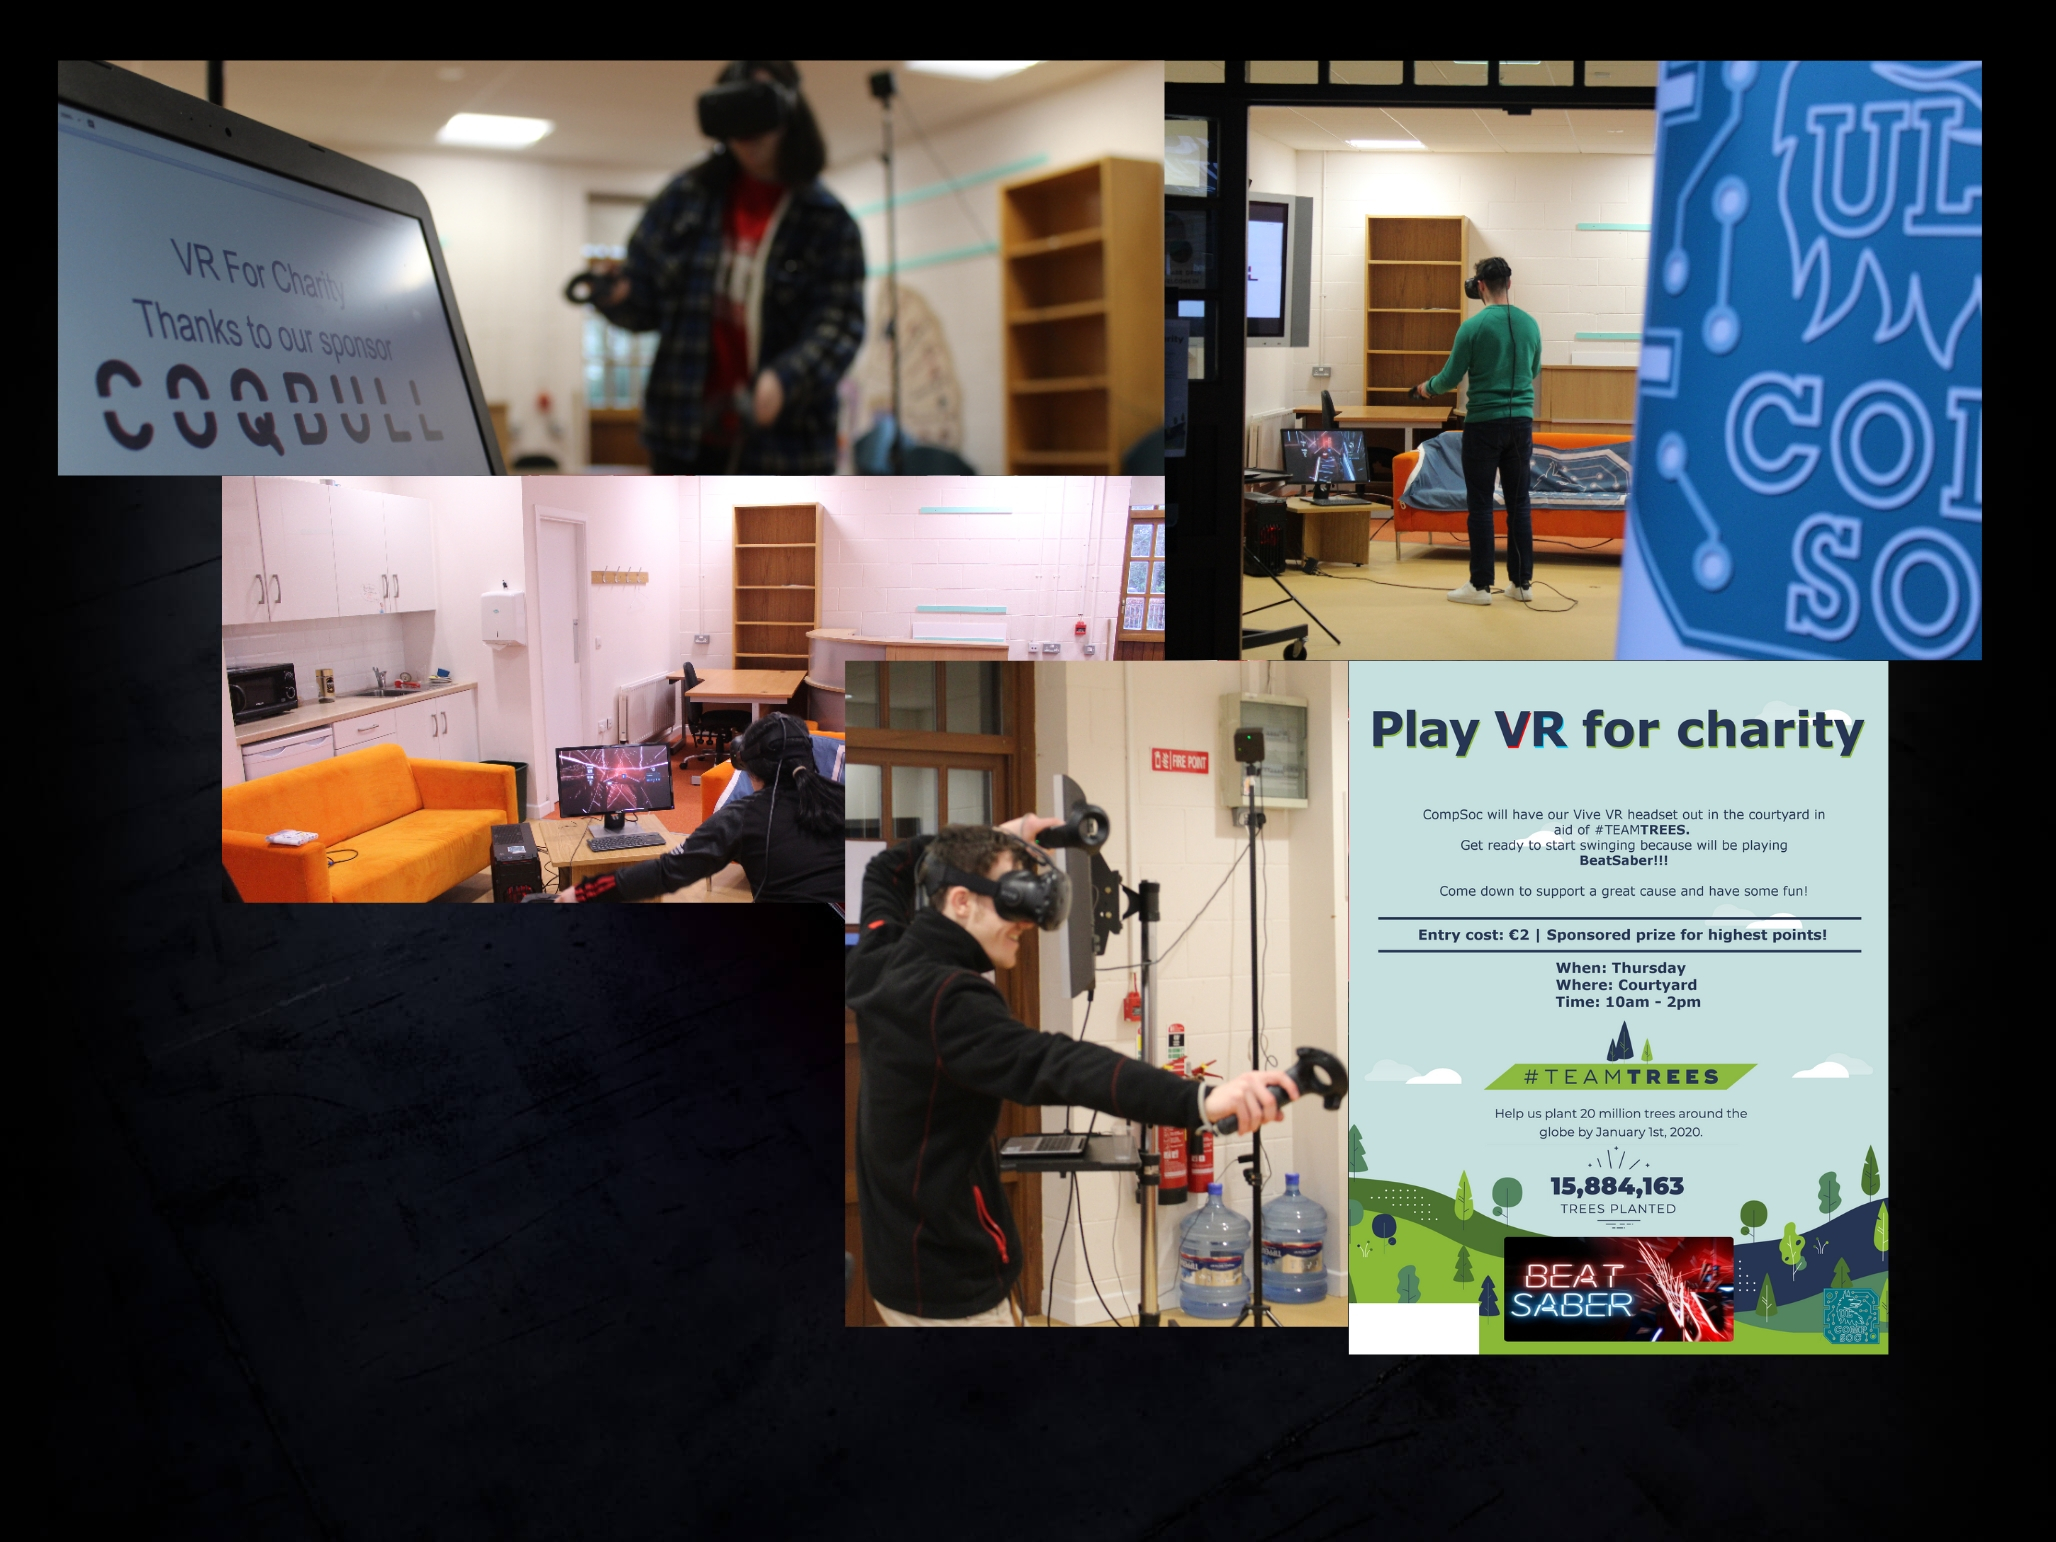 VR For Charity
Thanks to our sponsor
COQBULL
UL
SO
FIRE POINT
Play VR for charity
CompSoc will have our Vive VR headset out in the courtyard in
aid of #TEAMTREES.
Get ready to start swinging because will be playing
BeatSaber!!!
Come down to support a great cause and have some fun!
Entry cost: €2 | Sponsored prize for highest points!
When: Thursday
Where: Courtyard
Time: 10am - 2pm
#TEAMTREES
Help us plant 20 million trees around the
globe by January 1st, 2020.
15,884,163
TREES PLANTED
BEAT
SABER
UL
COMP
SOC